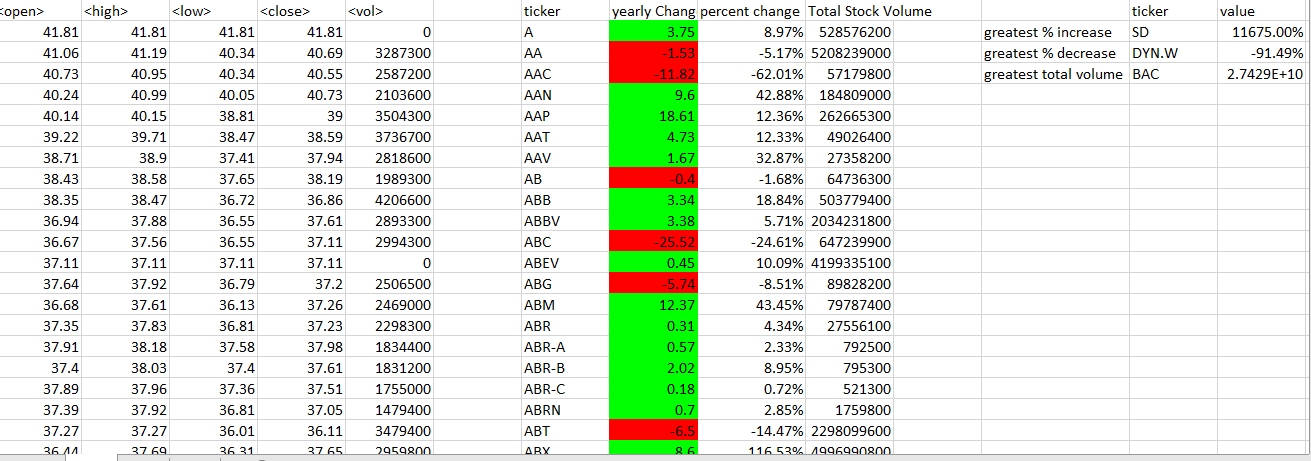 <open> <high> <low> <close> <vol> ticker yearly Chang percent change Total Stock Volume ticker value
41.81 41.81 41.81 41.81 0 A 3.75 8.97% 528576200 greatest % increase SD 11675.00%
41.06 41.19 40.34 40.69 3287300 AA -1.53 -5.17% 5208239000 greatest % decrease DYN.W -91.49%
40.73 40.95 40.34 40.55 2587200 AAC -11.82 -62.01% 57179800 greatest total volume BAC 2.7429E+10
40.24 40.99 40.05 40.73 2103600 AAN 9.6 42.88% 184809000
40.14 40.15 38.81 39 3504300 AAP 18.61 12.36% 262665300
39.22 39.71 38.47 38.59 3736700 AAT 4.73 12.33% 49026400
38.71 38.9 37.41 37.94 2818600 AAV 1.67 32.87% 27358200
38.43 38.58 37.65 38.19 1989300 AB -0.4 -1.68% 64736300
38.35 38.47 36.72 36.86 4206600 ABB 3.34 18.84% 503779400
36.94 37.88 36.55 37.61 2893300 ABBV 3.38 5.71% 2034231800
36.67 37.56 36.55 37.11 2994300 ABC -25.52 -24.61% 647239900
37.11 37.11 37.11 37.11 0 ABEV 0.45 10.09% 4199335100
37.64 37.92 36.79 37.2 2506500 ABG -5.74 -8.51% 89828200
36.68 37.61 36.13 37.26 2469000 ABM 12.37 43.45% 79787400
37.35 37.83 36.81 37.23 2298300 ABR 0.31 4.34% 27556100
37.91 38.18 37.58 37.98 1834400 ABR-A 0.57 2.33% 792500
37.4 38.03 37.4 37.61 1831200 ABR-B 2.02 8.95% 795300
37.89 37.96 37.36 37.51 1755000 ABR-C 0.18 0.72% 521300
37.39 37.92 36.81 37.05 1479400 ABRN 0.7 2.85% 1759800
37.27 37.27 36.01 36.11 3479400 ABT -6.5 -14.47% 2298099600
36.44 37.69 36.31 37.65 2959800 ABX 8.6 116.53% 4996990800